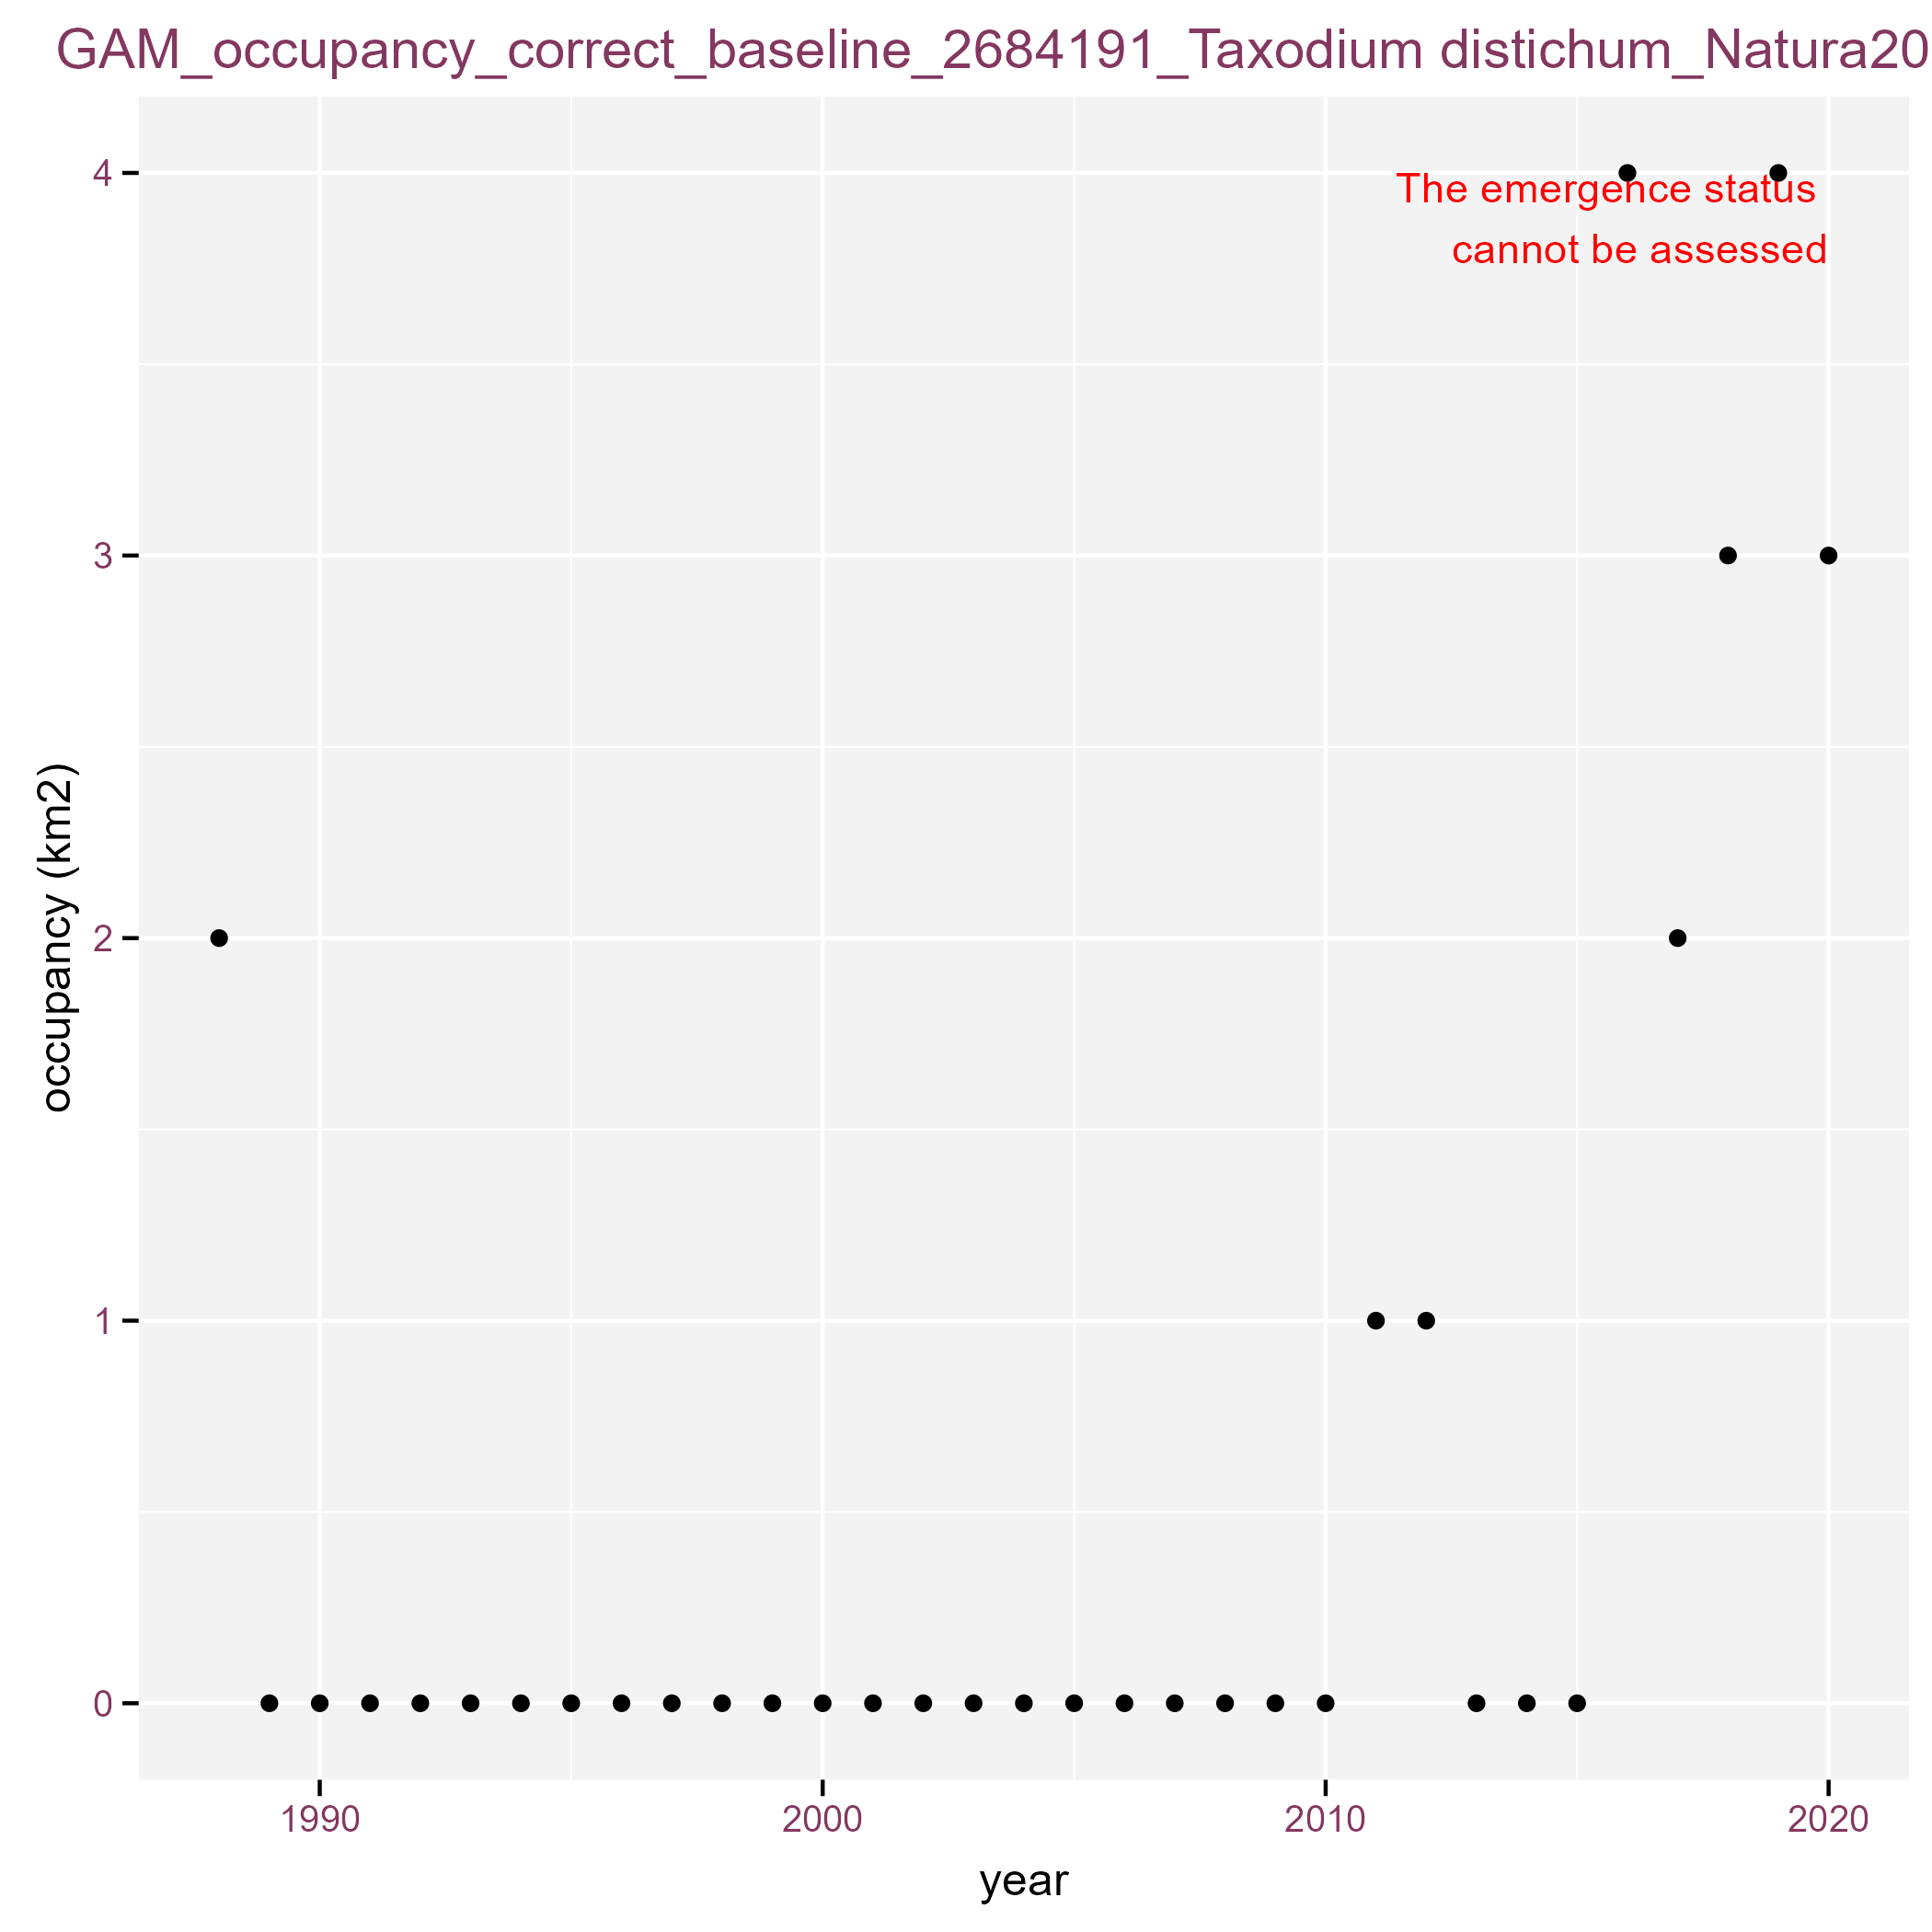 GAM_occupancy_correct_baseline_2684191_Taxodium distichum_Natura20
4
The emergence status
cannot be assessed
3
occupancy (km2)
2
1
0
1990 2000 2010 2020
year